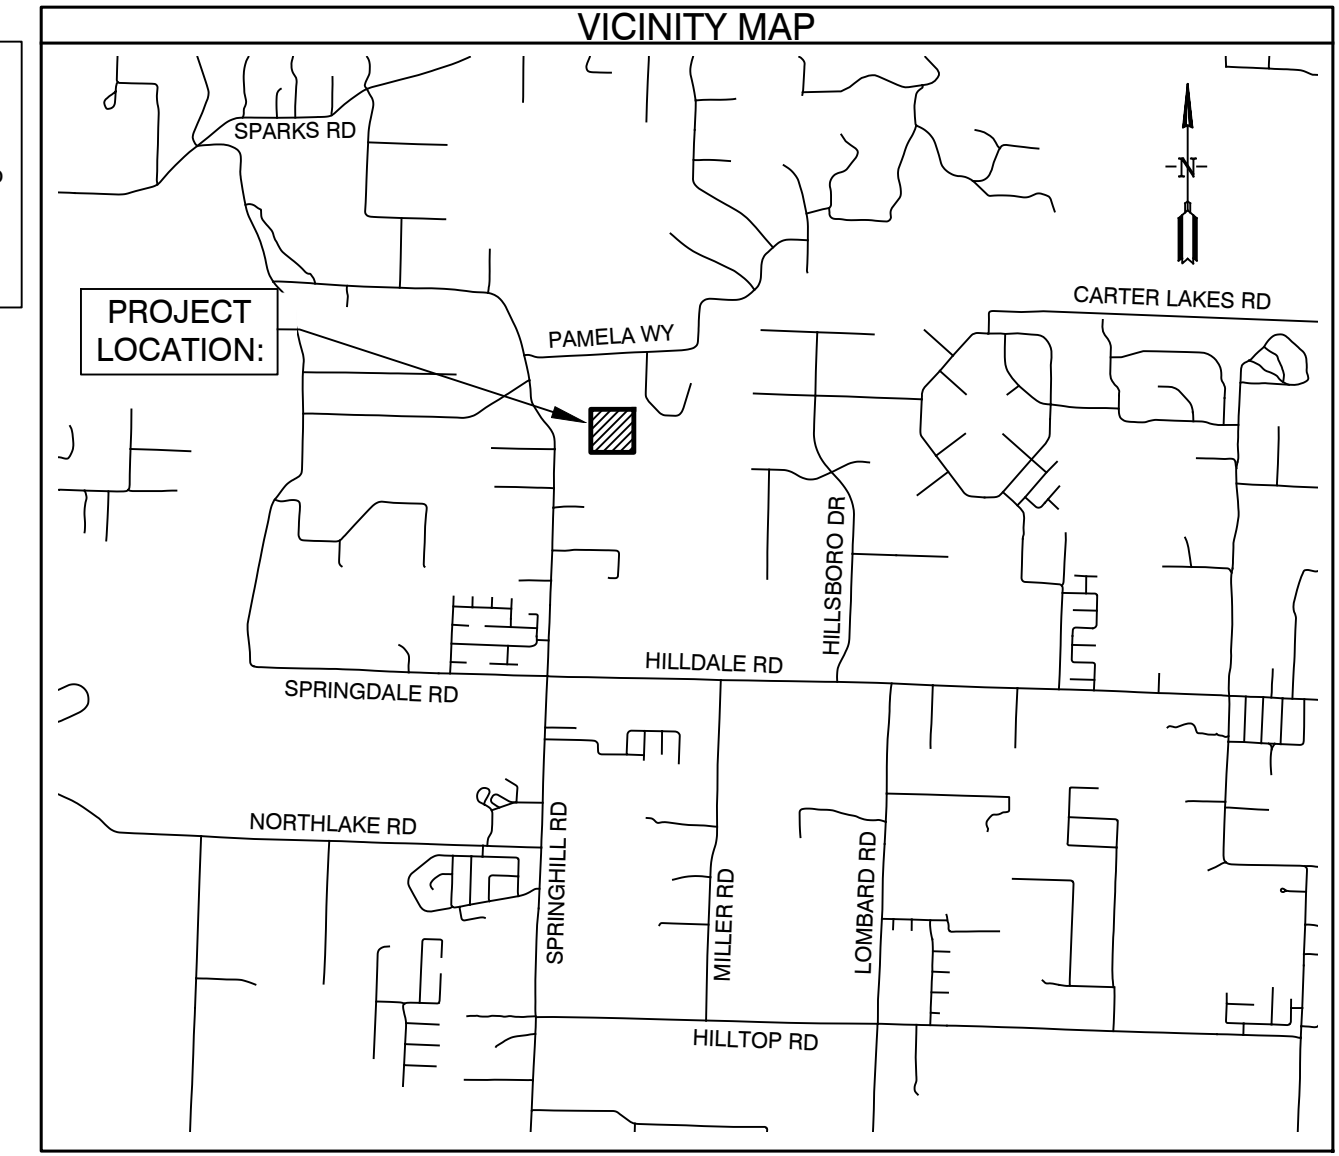 VICINITY MAP
SPARKS RD
-N-
CARTER LAKES RD
PROJECT
LOCATION:
PAMELA WY
HILLSBORO DR
HILLDALE RD
SPRINGDALE RD
NORTHLAKE RD
SPRINGHILL RD
MILLER RD
LOMBARD RD
HILLTOP RD